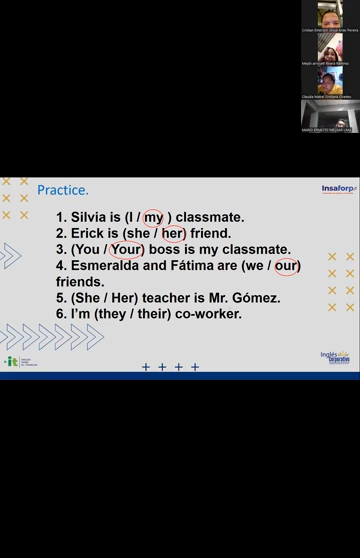 Practice.
Insaforp
1. Silvia is (I / my ) classmate.
2. Erick is (she / her) friend.
3. (You / Your) boss is my classmate.
4. Esmeralda and Fátima are (we / our)
friends.
5. (She / Her) teacher is Mr. Gómez.
6. I'm (they / their) co-worker.
it
Inglés
Corporativo